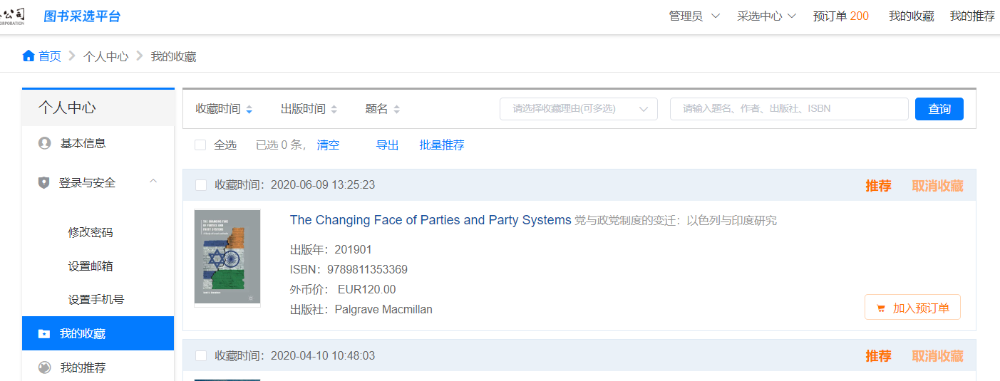 公司
CORPORATION
图书采选平台
管理员 采选中心 预订单 200 我的收藏 我的推荐
首页 个人中心 我的收藏
个人中心
基本信息
登录与安全
修改密码
设置邮箱
设置手机号
我的收藏
我的推荐
收藏时间 出版时间 题名 请选择收藏理由(可多选) 请输入题名、作者、出版社、ISBN 查询
全选 已选 0 条， 清空 导出 批量推荐
收藏时间：2020-06-09 13:25:23 推荐 取消收藏
THE CHANGING FACE
OF PARTIES AND
PARTY SYSTEMS
The Changing Face of Parties and Party Systems 党与政党制度的变迁：以色列与印度研究
出版年：201901
ISBN：9789811353369
外币价： EUR120.00
出版社：Palgrave Macmillan
加入预订单
收藏时间：2020-04-10 10:48:03 推荐 取消收藏